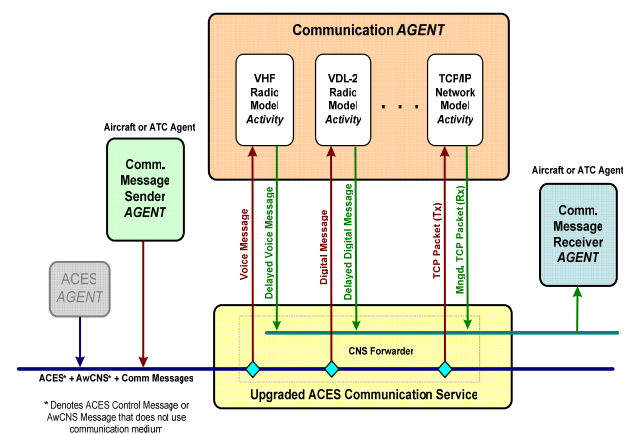 Communication AGENT
VHF
Radio
Model
Activity
VDL-2
Radio
Model
Activity
. . .
TCF/IP
Network
Model
Activity
Aircraft or ATC Agent
Comm.
Message
Sender
AGENT
Aircraft or ATC Agent
Comm.
Message
Receiver
AGENT
ACES
AGENT
Voice Message
Delayed Voice Message
Digital Message
Delayed Digital Message
TCP Packet (Tx)
Mngd, TCP Packet (Rx)
CNS Forwarder
ACES* + AwCNS* + Comm Messages
Upgraded ACES Communication Service
* Denotes ACES Control Message or
AwCNS Message that does not use
communication medium